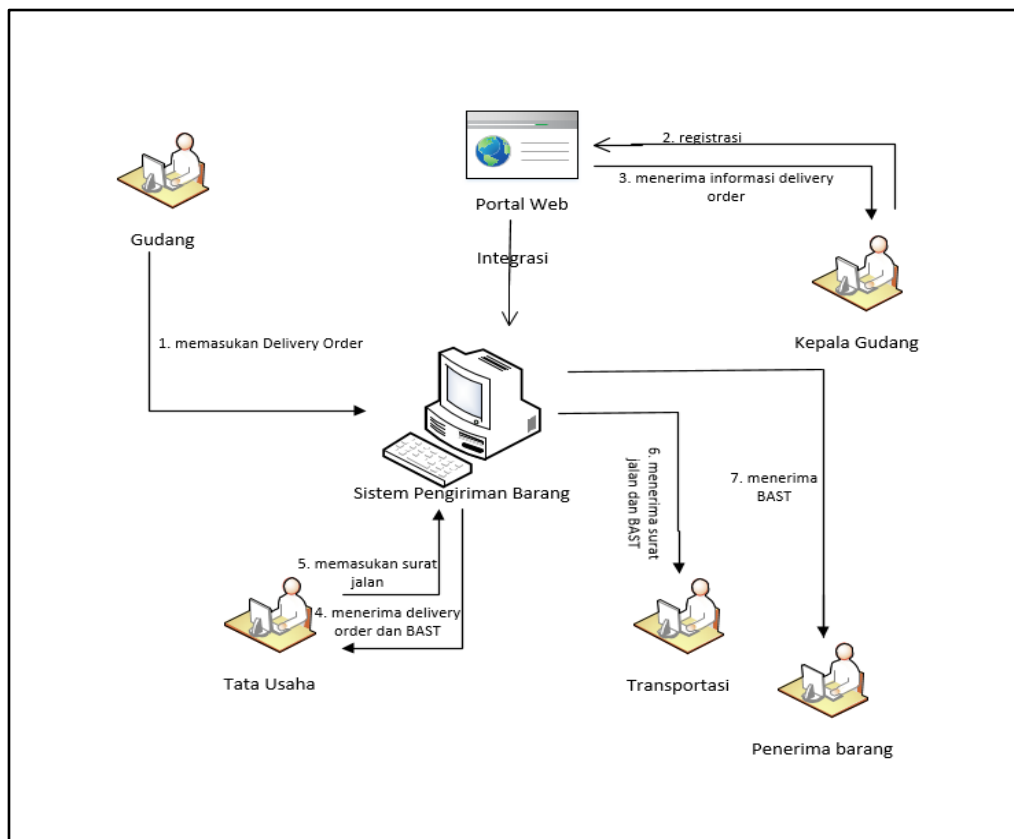 2. registrasi
3. menerima informasi delivery
order
Portal Web
Gudang
Integrasi
Kepala Gudang
1. memasukan Delivery Order
Sistem Pengiriman Barang
6. menerima surat
jalan dan BAST
7. menerima
BAST
5. memasukan surat
jalan
4. menerima delivery
order dan BAST
Tata Usaha
Transportasi
Penerima barang